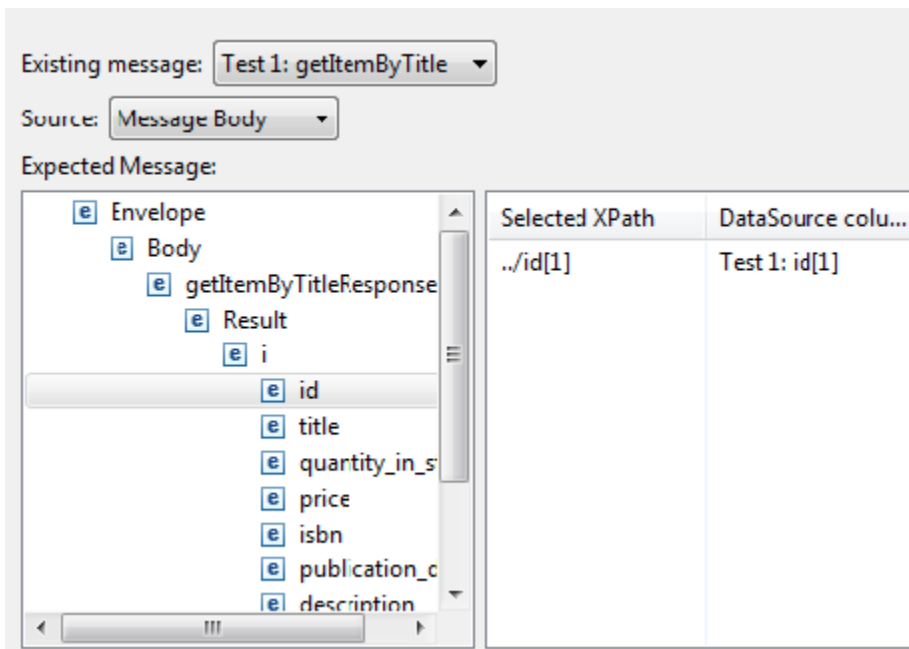 Existing message: Test 1: getItemByTitle
Source: Message Body
Expected Message:
e Envelope
e Body
e getItemByTitleResponse
e Result
e i
e id
e title
e quantity_in_s
e price
e isbn
e publication_d
e description
Selected XPath DataSource colu...
../id[1] Test 1: id[1]